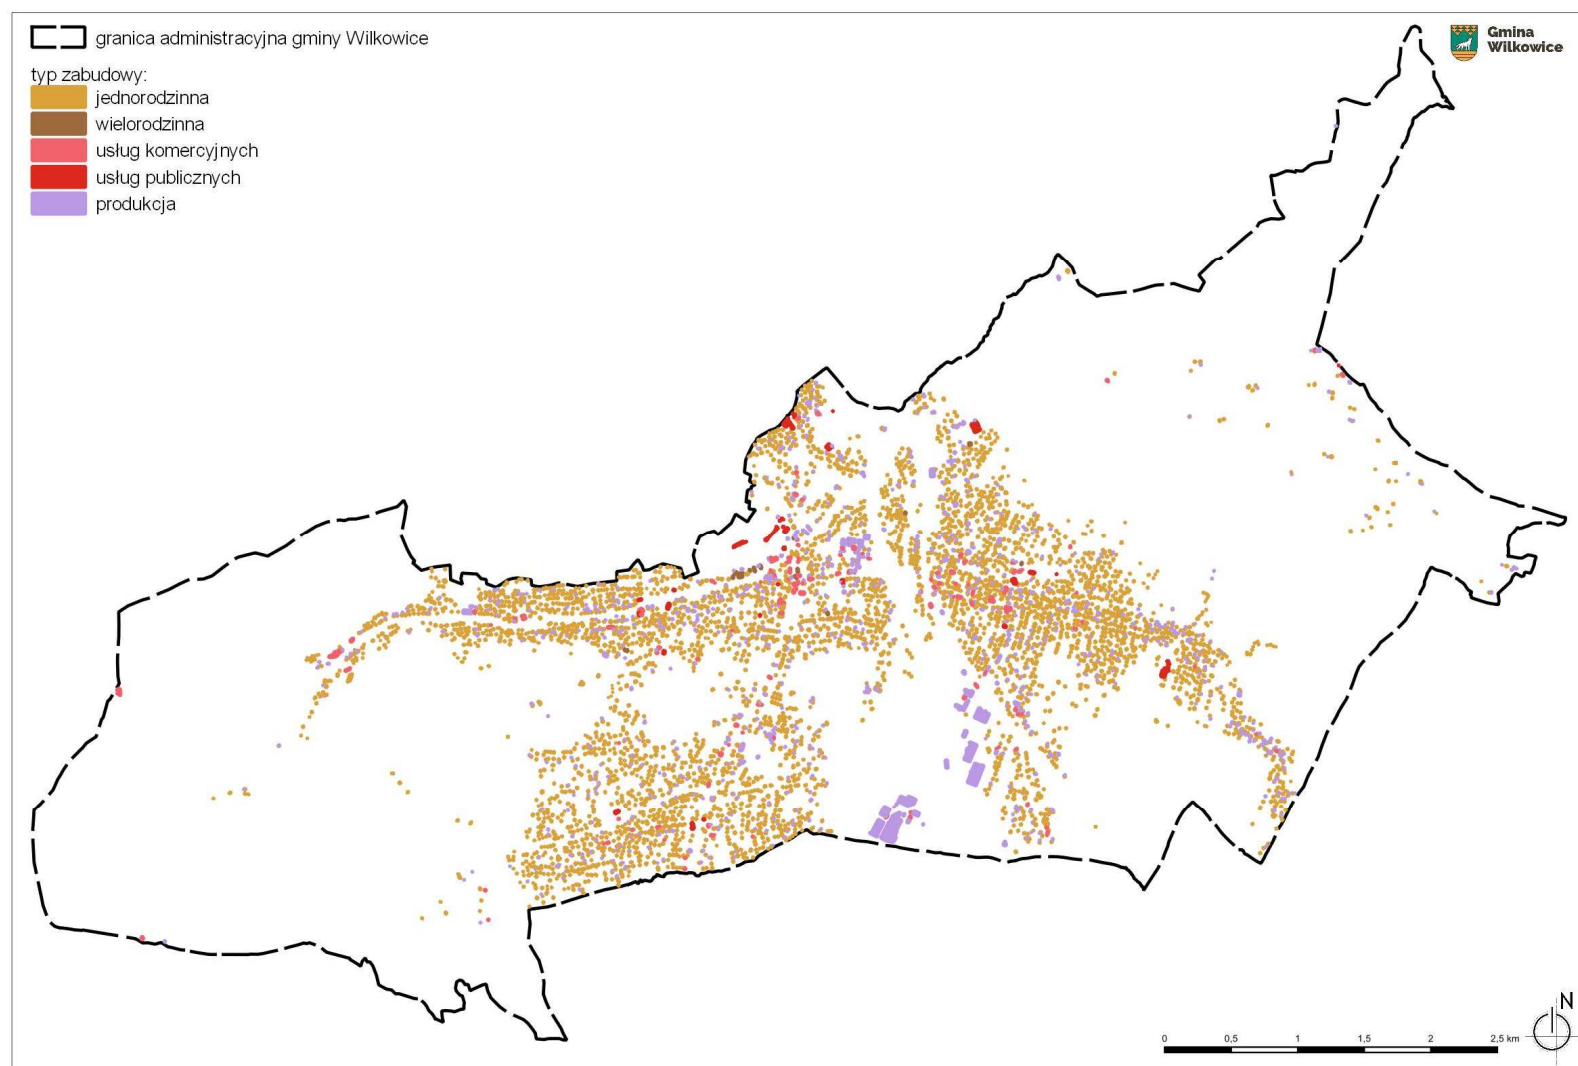 granica administracyjna gminy Wilkowice
typ zabudowy:
jednorodzinna
wielorodzinna
usług komercyjnych
usług publicznych
produkcja
Gmina
Wilkowice
N
0 0,5 1 1,5 2 2,5 km